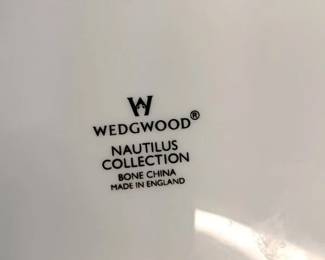 WEDGWOOD®
NAUTILUS
COLLECTION
BONE CHINA
MADE IN ENGLAND